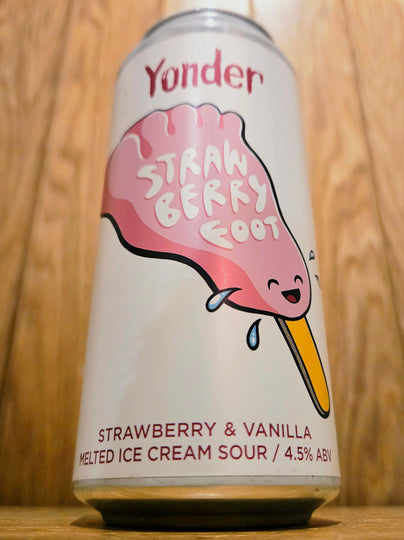 Yonder
STRAW
BERRY
FOOT
STRAWBERRY & VANILLA
MELTED ICE CREAM SOUR / 4.5% ABV